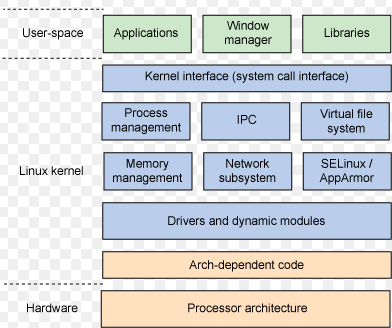 User-space
Applications
Window
manager
Libraries
Kernel interface (system call interface)
Process
management
IPC
Virtual file
system
Linux kernel
Memory
management
Network
subsystem
SELinux /
AppArmor
Drivers and dynamic modules
Arch-dependent code
Hardware
Processor architecture